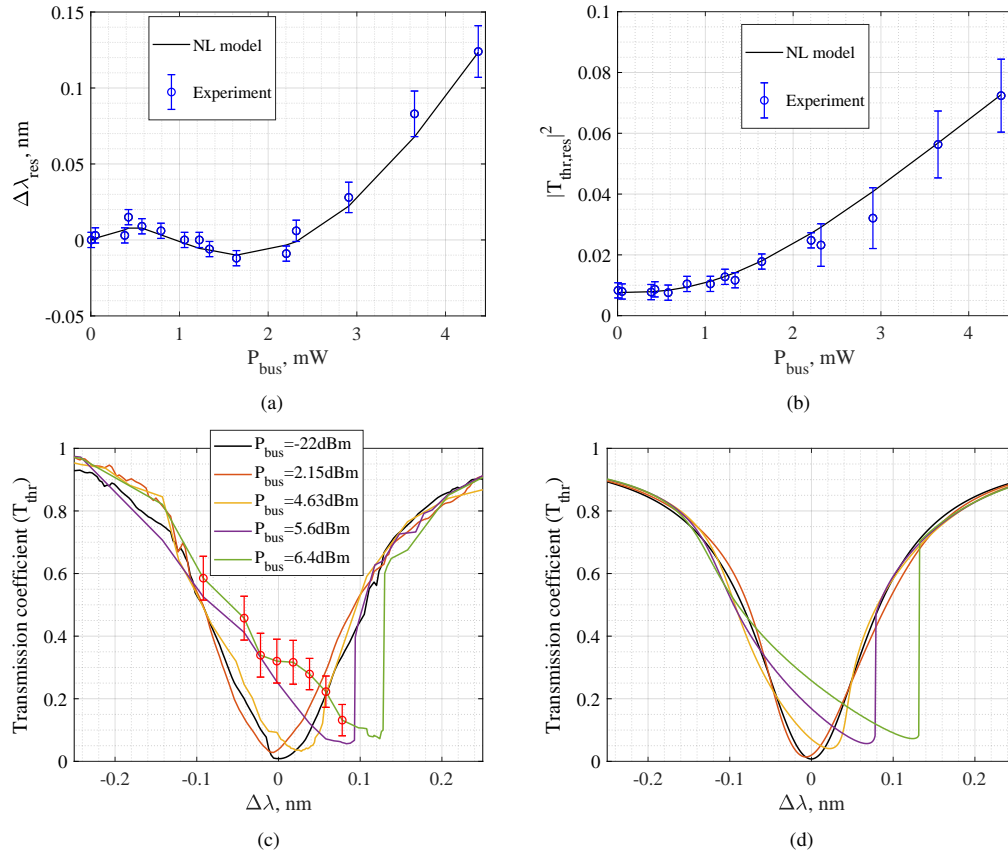 0.15
0.1
0.05
0
-0.05
Δλ_res, nm
NL model
Experiment
0 1 2 3 4
P_bus, mW
(a)
0.1
0.08
0.06
0.04
0.02
0
|T_thr,res|^2
NL model
Experiment
0 1 2 3 4
P_bus, mW
(b)
1
0.8
0.6
0.4
0.2
0
Transmission coefficient (T_thr)
P_bus=-22dBm
P_bus=2.15dBm
P_bus=4.63dBm
P_bus=5.6dBm
P_bus=6.4dBm
-0.2 -0.1 0 0.1 0.2
Δλ, nm
(c)
1
0.8
0.6
0.4
0.2
0
Transmission coefficient (T_thr)
-0.2 -0.1 0 0.1 0.2
Δλ, nm
(d)